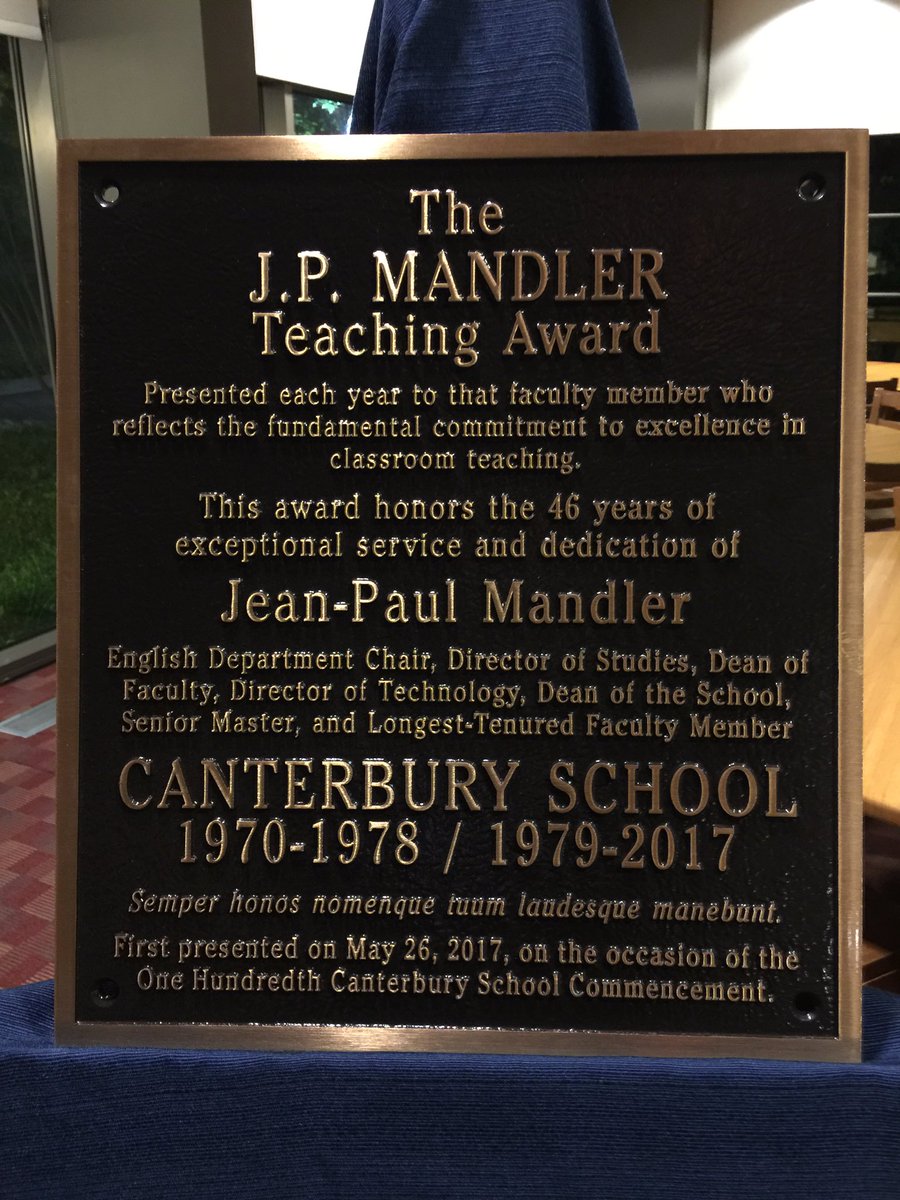 The
J.P. MANDLER
Teaching Award
Presented each year to that faculty member who
reflects the fundamental commitment to excellence in
classroom teaching.
This award honors the 46 years of
exceptional service and dedication of
Jean-Paul Mandler
English Department Chair, Director of Studies, Dean of
Faculty, Director of Technology, Dean of the School,
Senior Master, and Longest-Tenured Faculty Member
CANTERBURY SCHOOL
1970-1978 / 1979-2017
Semper honos nomenque tuum laudesque manebunt.
First presented on May 26, 2017, on the occasion of the
One Hundredth Canterbury School Commencement.